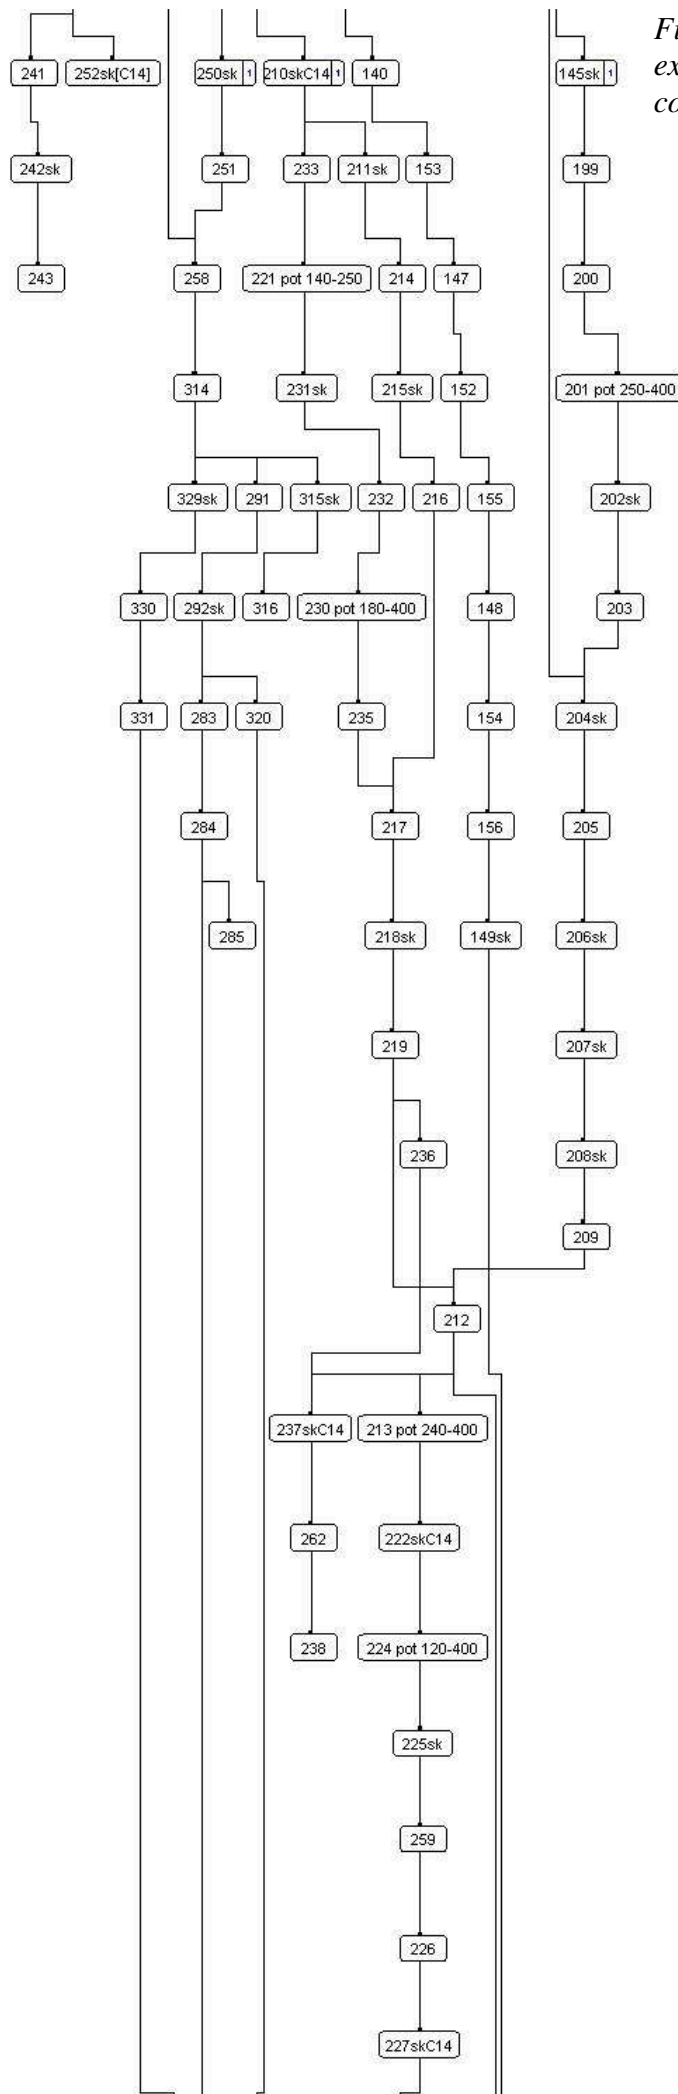 Fi
ex
co
241 252sk[C14] 250sk 1 210skC14 1 140 145sk 1
242sk 251 233 211sk 153 199
243 258 221 pot 140-250 214 147 200
314 231sk 215sk 152 201 pot 250-400
329sk 291 315sk 232 216 155 202sk
330 292sk 316 230 pot 180-400 148 203
331 283 320 235 154 204sk
284 217 156 205
285 218sk 149sk 206sk
219 207sk
236 208sk
209
212
237skC14 213 pot 240-400
262 222skC14
238 224 pot 120-400
225sk
259
226
227skC14